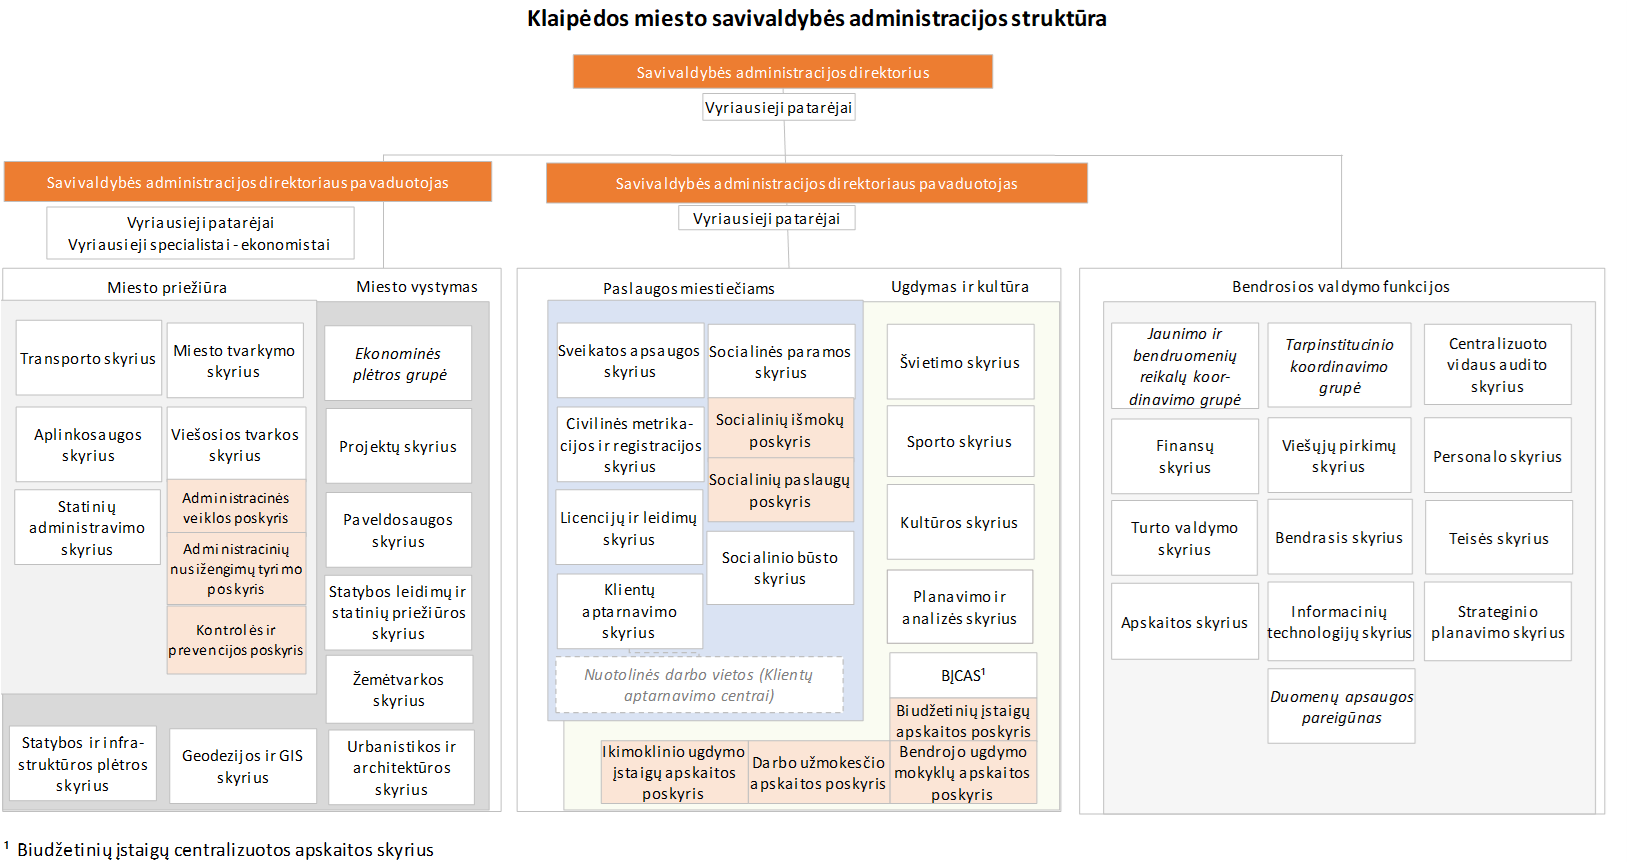 Klaipėdos miesto savivaldybės administracijos struktūra
Savivaldybės administracijos direktorius
Vyriausieji patarėjai
Savivaldybės administracijos direktoriaus pavaduotojas
Vyriausieji patarėjai
Vyriausieji specialistai - ekonomistai
Savivaldybės administracijos direktoriaus pavaduotojas
Vyriausieji patarėjai
Miesto priežiūra
Transporto skyrius
Miesto tvarkymo
skyrius
Aplinkosaugos
skyrius
Viešosios tvarkos
skyrius
Statinių
administravimo
skyrius
Administracinės
veiklos poskyris
Administracinių
nusižengimų tyrimo
poskyris
Kontrolės ir
prevencijos poskyris
Miesto vystymas
Ekonominės
plėtros grupė
Projektų skyrius
Paveldosaugos
skyrius
Statybos leidimų ir
statinių priežiūros
skyrius
Žemėtvarkos
skyrius
Statybos ir infra-
struktūros plėtros
skyrius
Geodezijos ir GIS
skyrius
Urbanistikos ir
architektūros
skyrius
Paslaugos miestiečiams
Sveikatos apsaugos
skyrius
Socialinės paramos
skyrius
Socialinių išmokų
poskyris
Socialinių paslaugų
poskyris
Civilinės metrika-
cijos ir registracijos
skyrius
Licencijų ir leidimų
skyrius
Socialinio būsto
skyrius
Klientų
aptarnavimo
skyrius
Nuotolinės darbo vietos (Klientų
aptarnavimo centrai)
Ugdymas ir kultūra
Švietimo skyrius
Sporto skyrius
Kultūros skyrius
Planavimo ir
analizės skyrius
BĮCAS¹
Biudžetinių įstaigų
apskaitos poskyris
Ikimoklinio ugdymo
įstaigų apskaitos
poskyris
Darbo užmokesčio
apskaitos poskyris
Bendrojo ugdymo
mokyklų apskaitos
poskyris
Bendrosios valdymo funkcijos
Jaunimo ir
bendruomenių
reikalų koor-
dinavimo grupė
Tarpinstitucinio
koordinavimo
grupė
Centralizuoto
vidaus audito
skyrius
Finansų
skyrius
Viešųjų pirkimų
skyrius
Personalo skyrius
Turto valdymo
skyrius
Bendrasis skyrius
Teisės skyrius
Apskaitos skyrius
Informacinių
technologijų skyrius
Strateginio
planavimo skyrius
Duomenų apsaugos
pareigūnas
¹ Biudžetinių įstaigų centralizuotos apskaitos skyrius